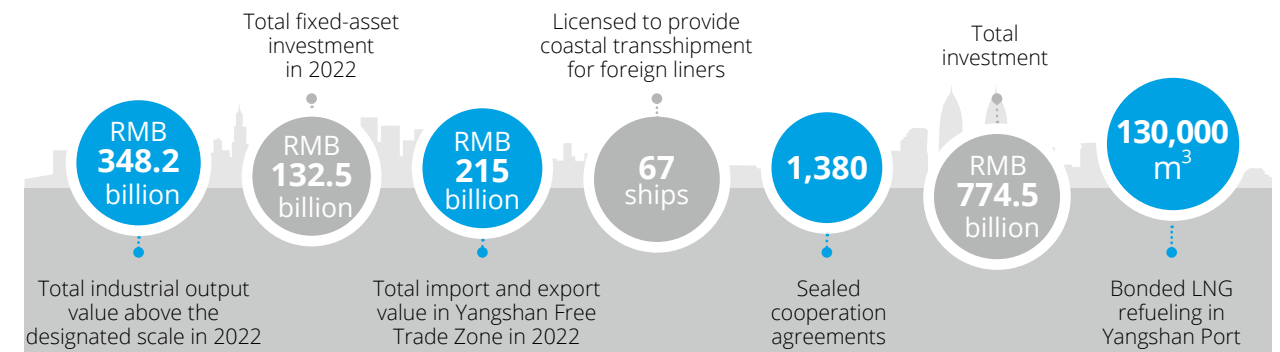 Total fixed-asset
investment
in 2022
Licensed to provide
coastal transshipment
for foreign liners
Total
investment
RMB
348.2
billion
RMB
132.5
billion
RMB
215
billion
67
ships
1,380
RMB
774.5
billion
130,000
m³
Total industrial output
value above the
designated scale in 2022
Total import and export
value in Yangshan Free
Trade Zone in 2022
Sealed
cooperation
agreements
Bonded LNG
refueling in
Yangshan Port